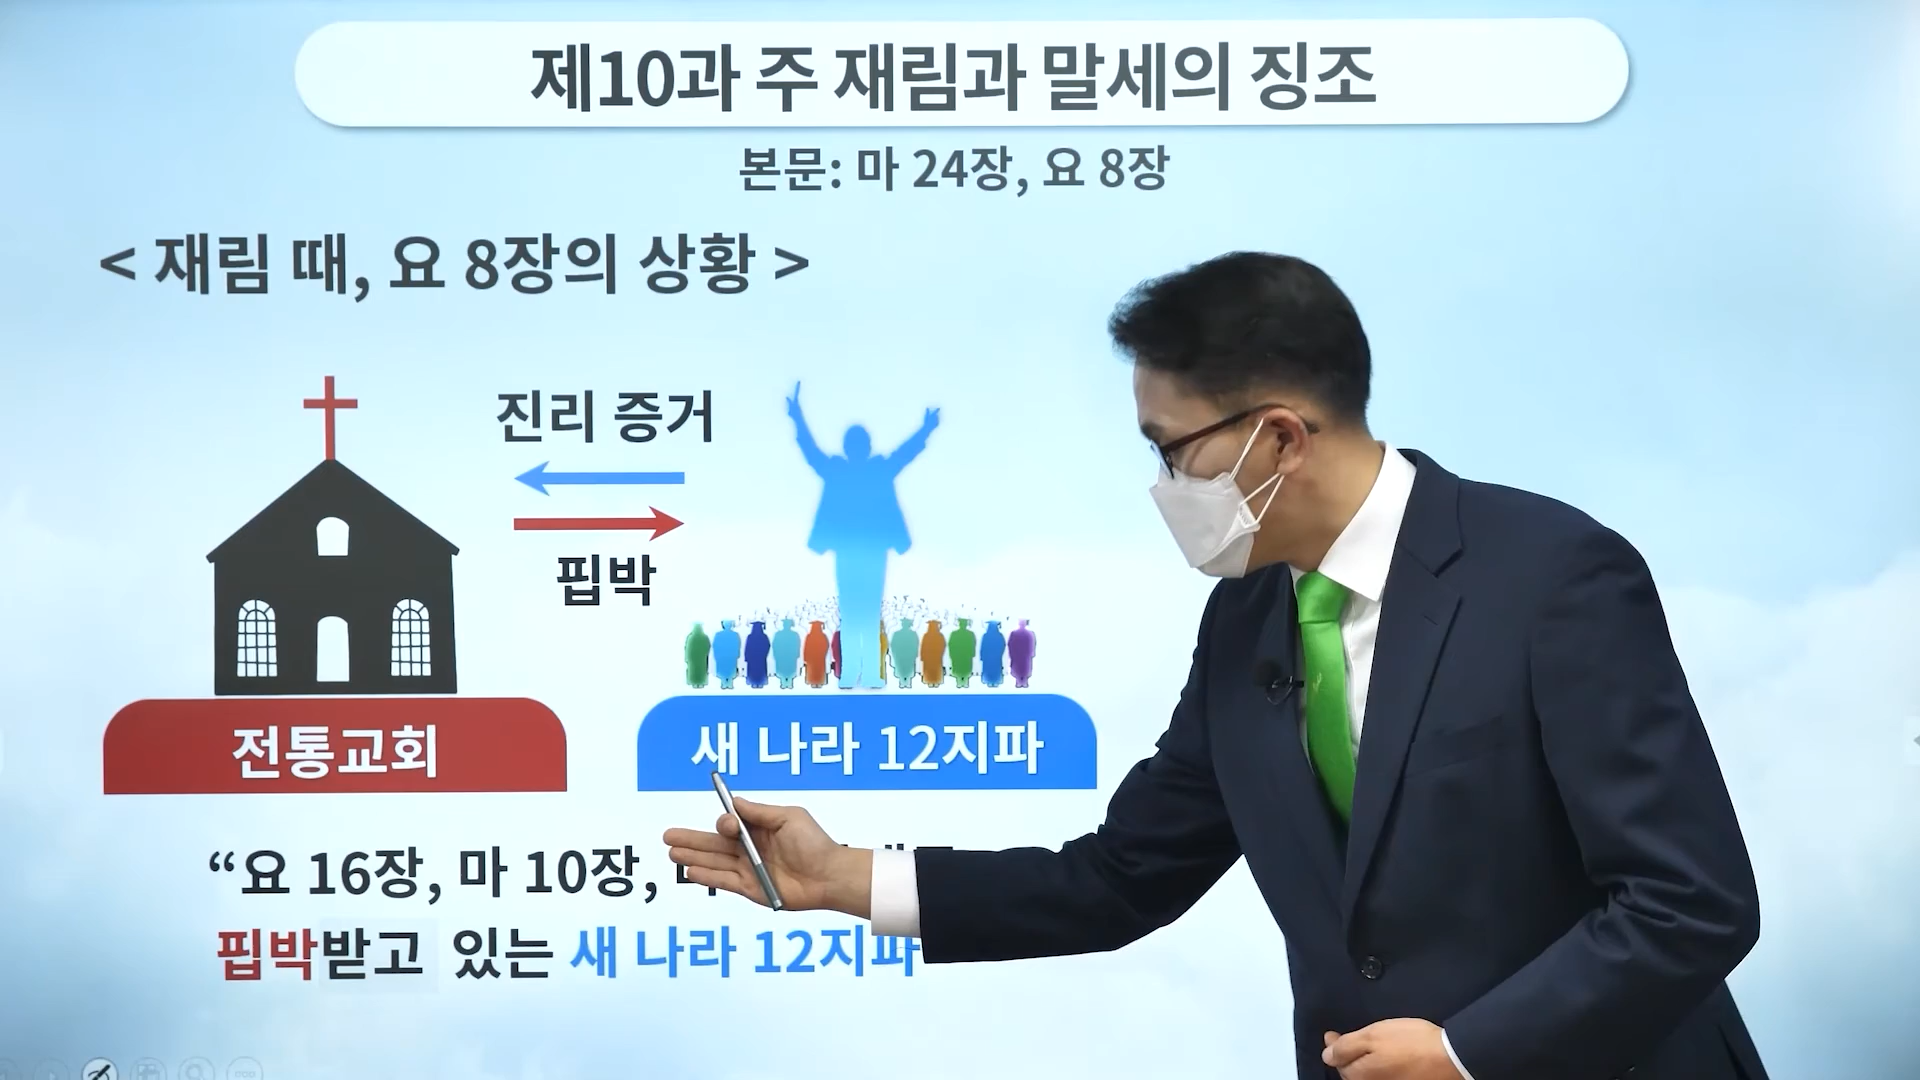 제10과 주 재림과 말세의 징조
본문: 마 24장, 요 8장
< 재림 때, 요 8장의 상황 >
진리 증거
핍박
전통교회
새 나라 12지파
“요 16장, 마 10장,
핍박받고 있는 새 나라 12지파